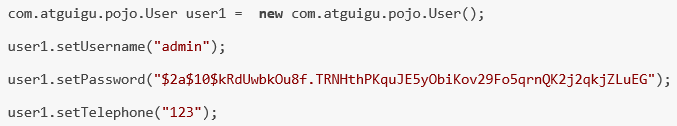 com.atguigu.pojo.User user1 =  new com.atguigu.pojo.User();
user1.setUsername("admin");
user1.setPassword("$2a$10$kRdUwbkOu8f.TRNHthPKquJE5yObiKov29Fo5qrnQK2j2qkjZLuEG");
user1.setTelephone("123");